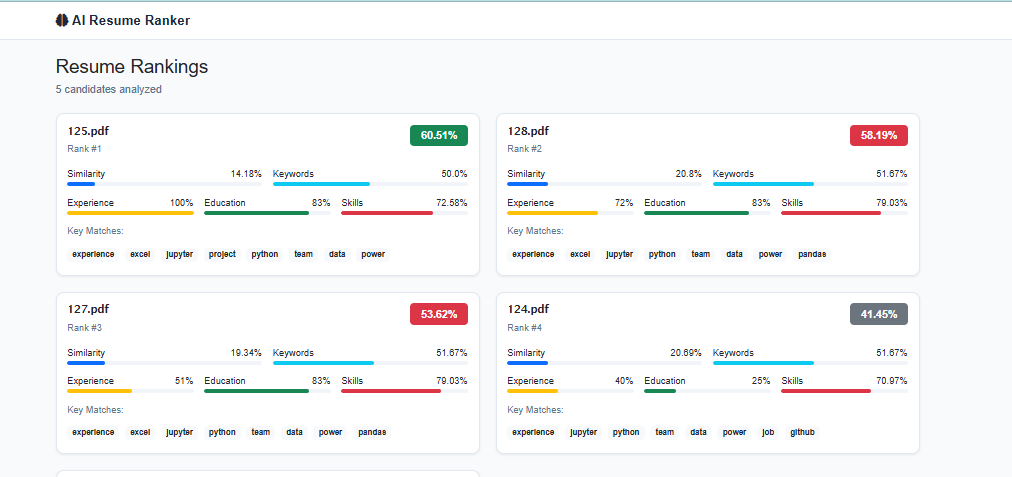 AI Resume Ranker
Resume Rankings
5 candidates analyzed
125.pdf
60.51%
Rank #1
Similarity 14.18% Keywords 50.0%
Experience 100% Education 83% Skills 72.58%
Key Matches:
experience excel jupyter project python team data power
128.pdf
58.19%
Rank #2
Similarity 20.8% Keywords 51.67%
Experience 72% Education 83% Skills 79.03%
Key Matches:
experience excel jupyter python team data power pandas
127.pdf
53.62%
Rank #3
Similarity 19.34% Keywords 51.67%
Experience 51% Education 83% Skills 79.03%
Key Matches:
experience excel jupyter python team data power pandas
124.pdf
41.45%
Rank #4
Similarity 20.69% Keywords 51.67%
Experience 40% Education 25% Skills 70.97%
Key Matches:
experience jupyter python team data power job github